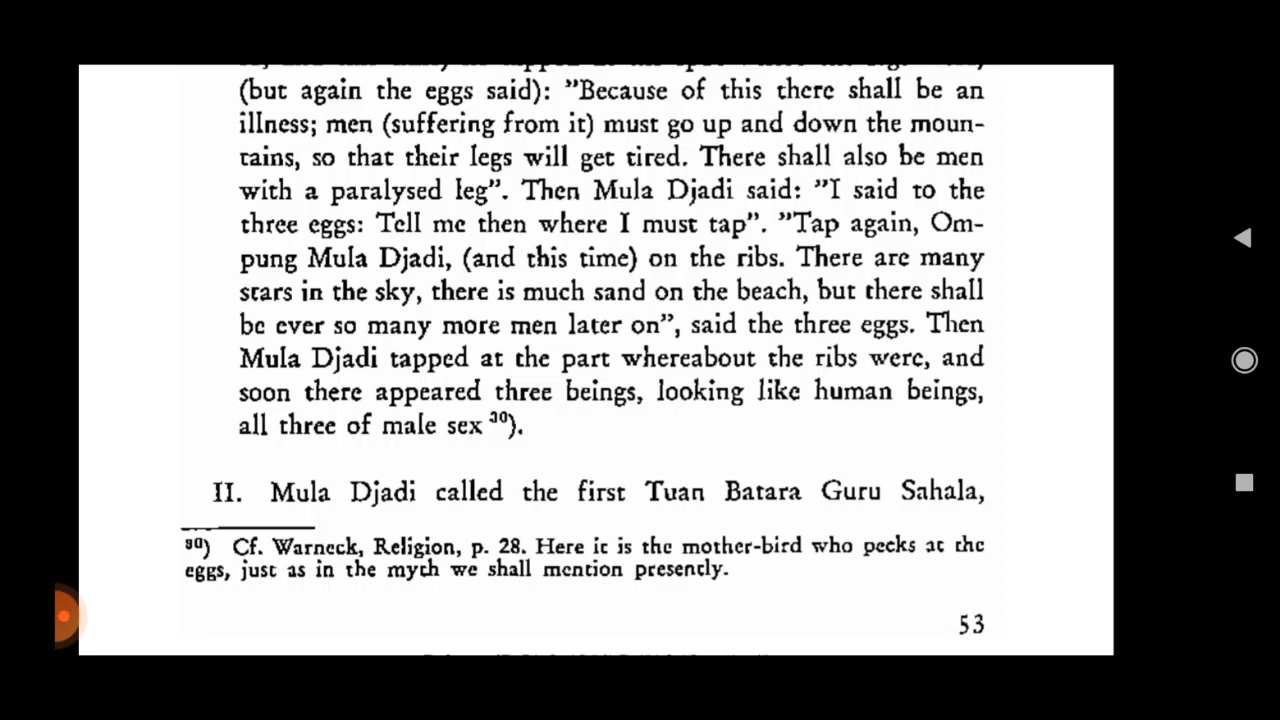 (but again the eggs said): ”Because of this there shall be an
illness; men (suffering from it) must go up and down the moun-
tains, so that their legs will get tired. There shall also be men
with a paralysed leg”. Then Mula Djadi said: ”I said to the
three eggs: Tell me then where I must tap”. ”Tap again, Om-
pung Mula Djadi, (and this time) on the ribs. There are many
stars in the sky, there is much sand on the beach, but there shall
be ever so many more men later on”, said the three eggs. Then
Mula Djadi tapped at the part whereabout the ribs were, and
soon there appeared three beings, looking like human beings,
all three of male sex ³⁰).
II. Mula Djadi called the first Tuan Batara Guru Sahala,
³⁰) Cf. Warneck, Religion, p. 28. Here it is the mother-bird who pecks at the
eggs, just as in the myth we shall mention presently.
53